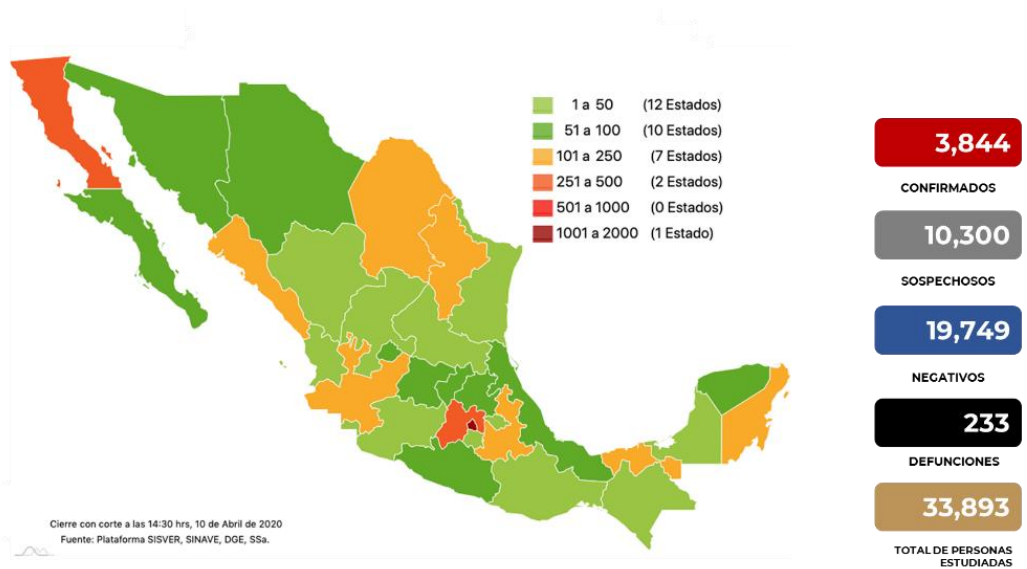 1 a 50 (12 Estados)
51 a 100 (10 Estados)
101 a 250 (7 Estados)
251 a 500 (2 Estados)
501 a 1000 (0 Estados)
1001 a 2000 (1 Estado)
3,844
CONFIRMADOS
10,300
SOSPECHOSOS
19,749
NEGATIVOS
233
DEFUNCIONES
33,893
TOTAL DE PERSONAS
ESTUDIADAS
Cierre con corte a las 14:30 hrs, 10 de Abril de 2020
Fuente: Plataforma SISVER, SINAVE, DGE, SSa.